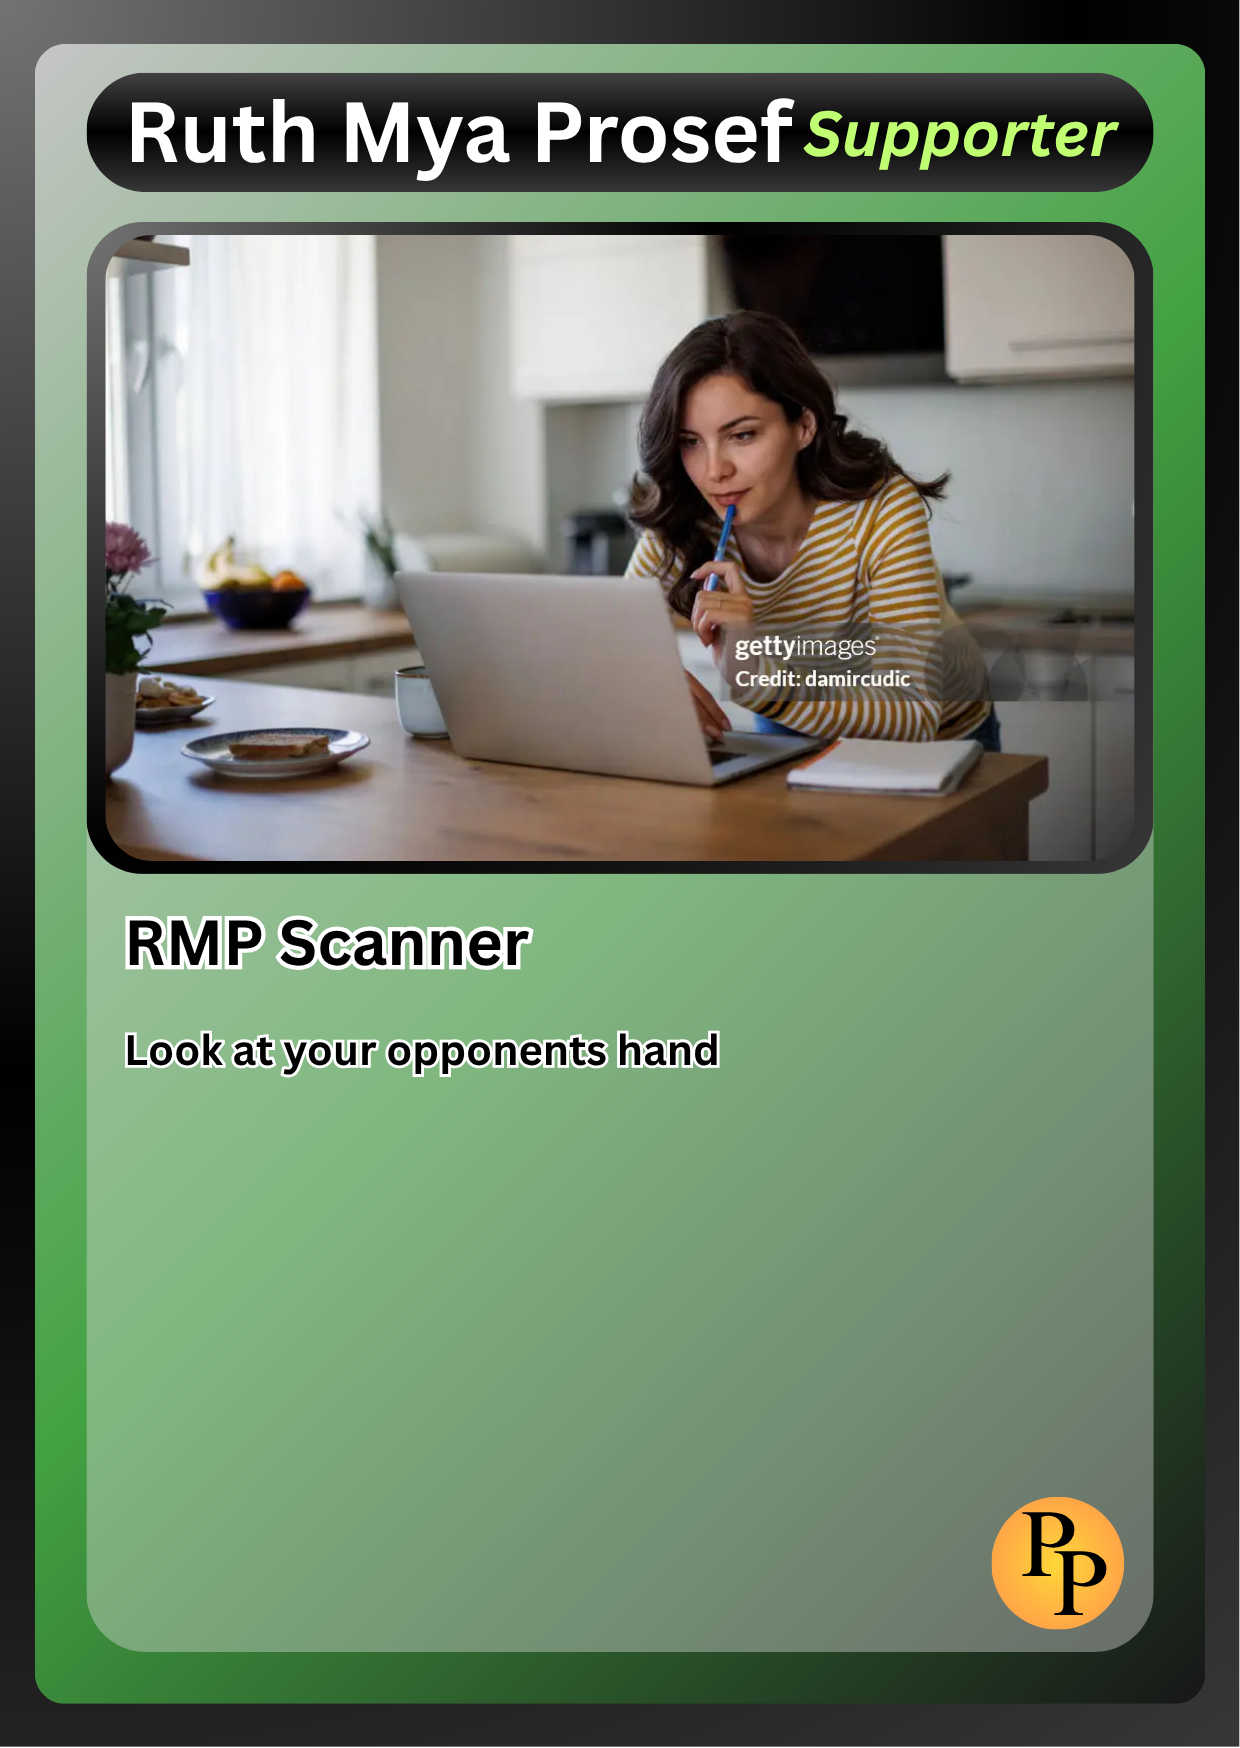 Ruth Mya Prosef Supporter
gettyimages
Credit: damircudic
RMP Scanner
Look at your opponents hand
PP